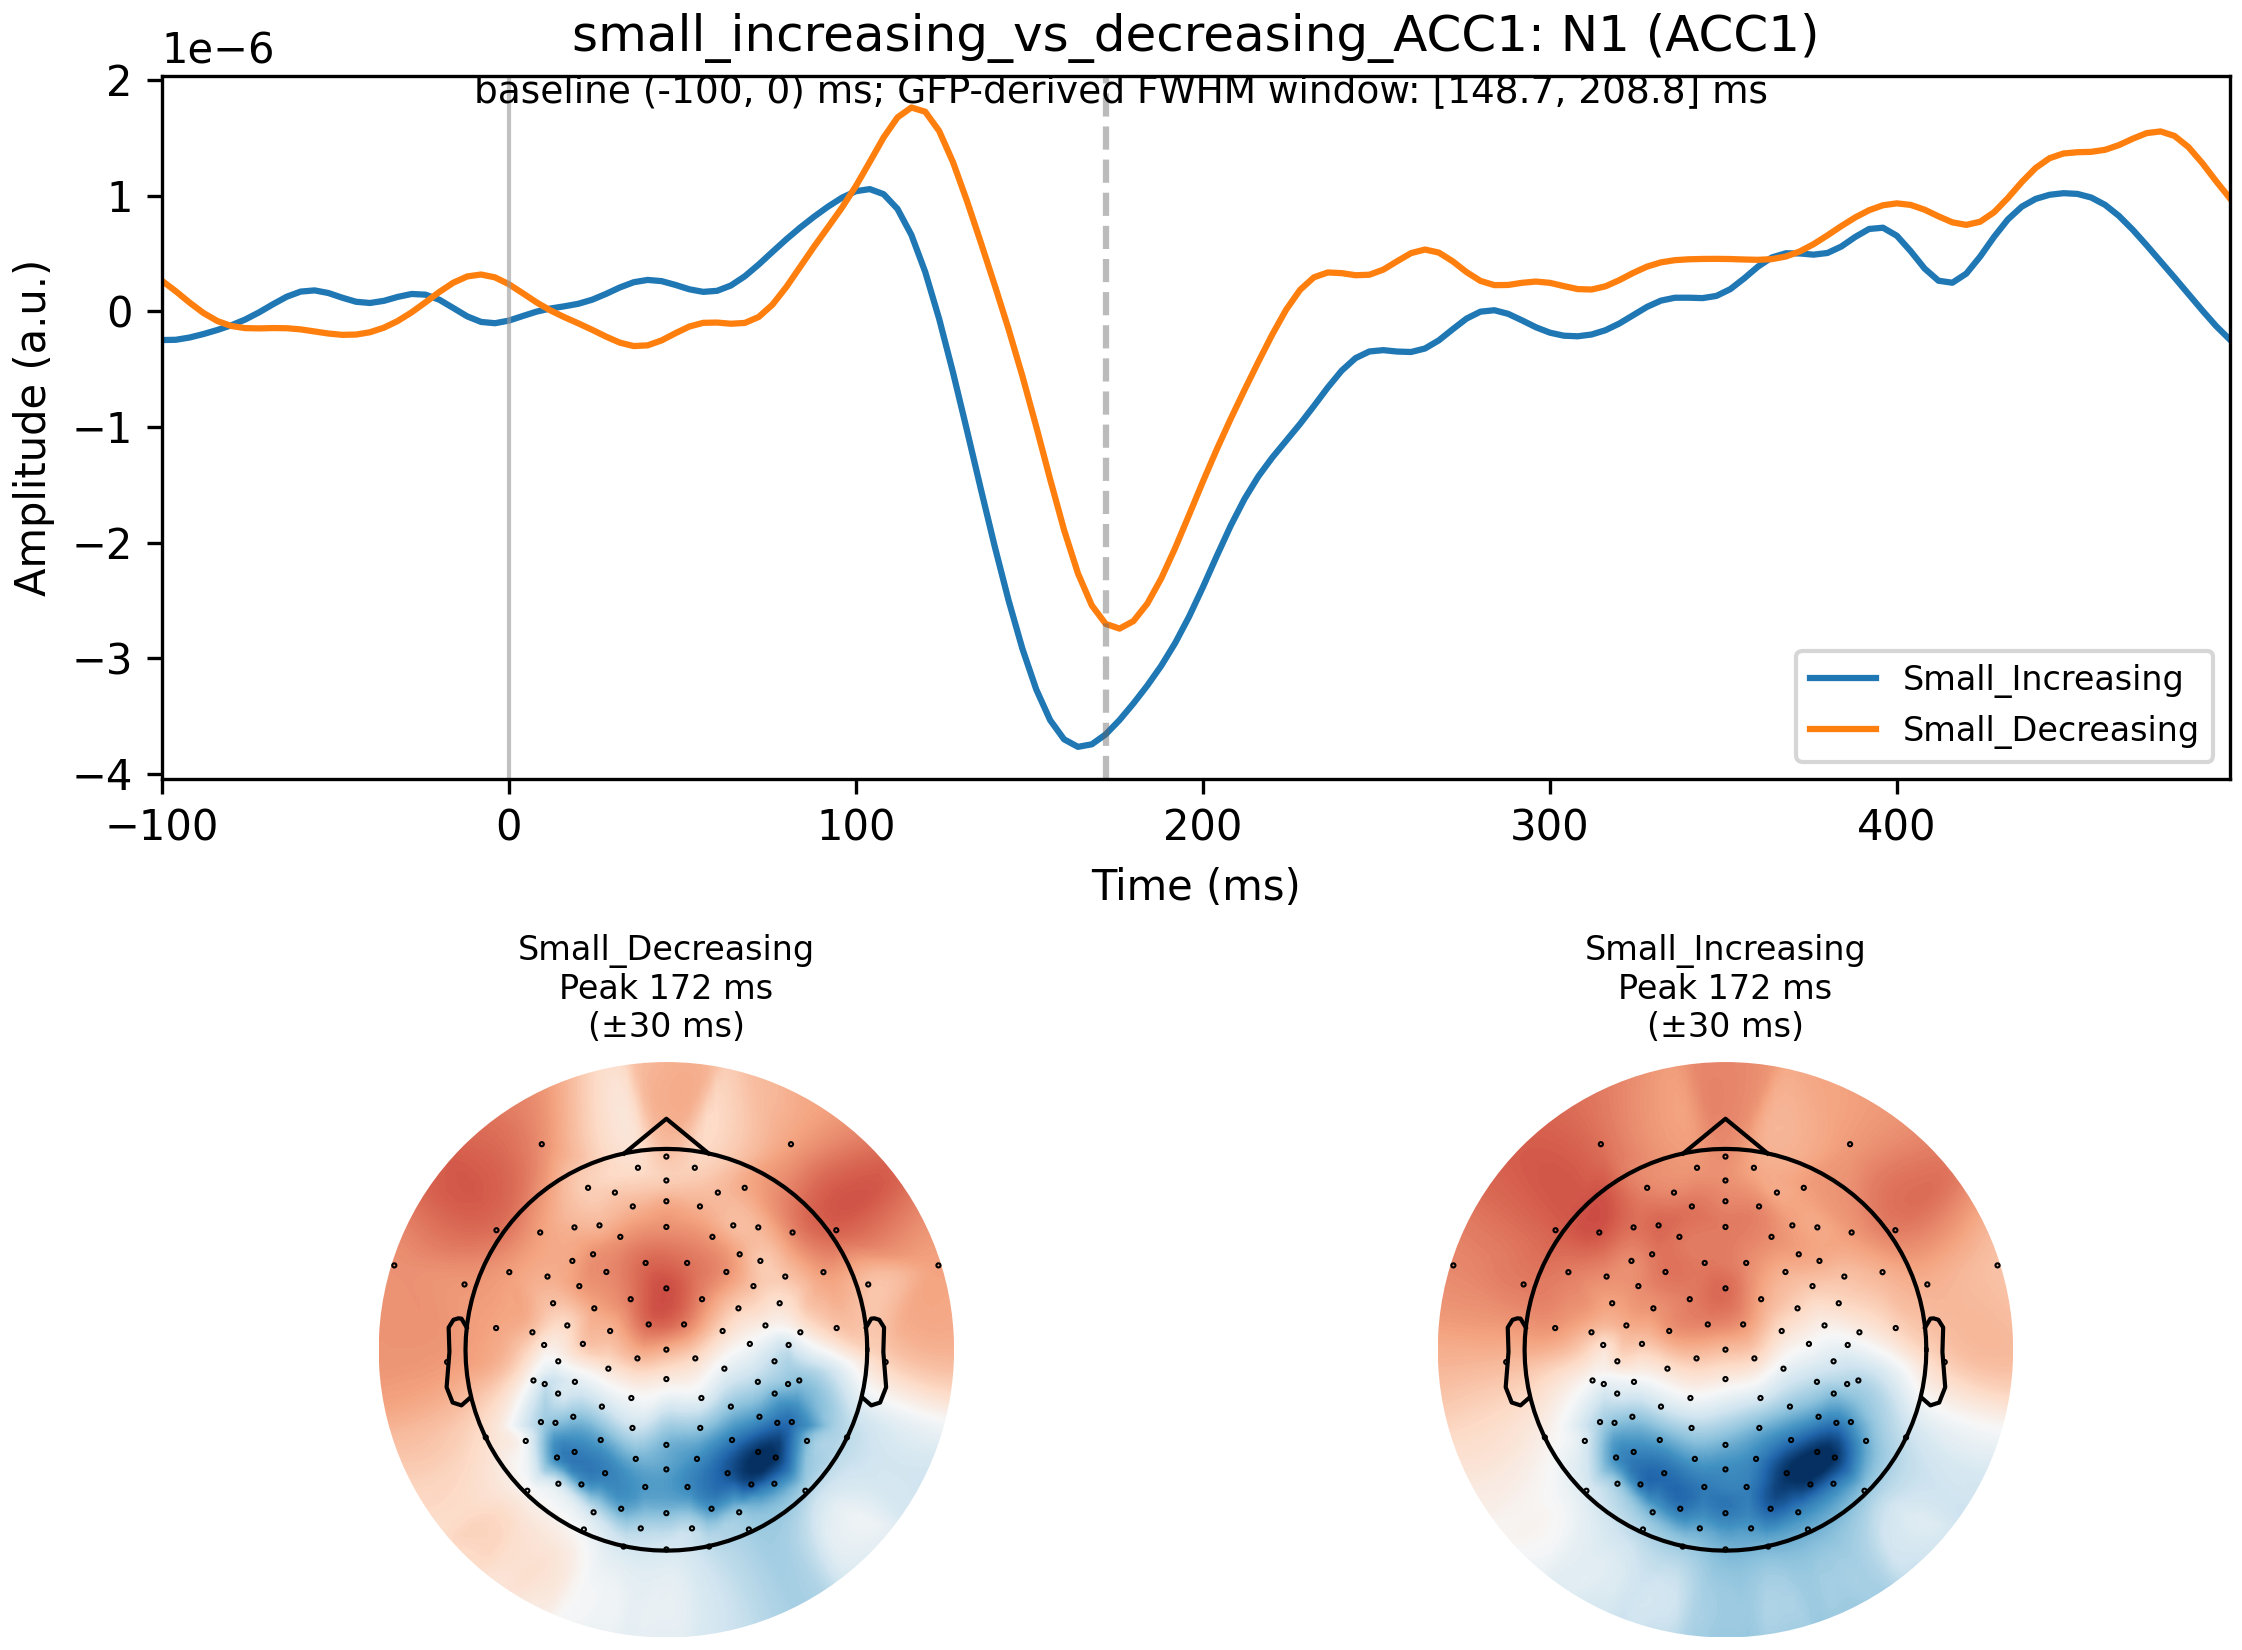 small_increasing_vs_decreasing_ACC1: N1 (ACC1)
1e−6
baseline (-100, 0) ms; GFP-derived FWHM window: [148.7, 208.8] ms
2
1
0
−1
−2
−3
−4
Amplitude (a.u.)
Small_Increasing
Small_Decreasing
−100
0
100
200
300
400
Time (ms)
Small_Decreasing
Peak 172 ms
(±30 ms)
Small_Increasing
Peak 172 ms
(±30 ms)